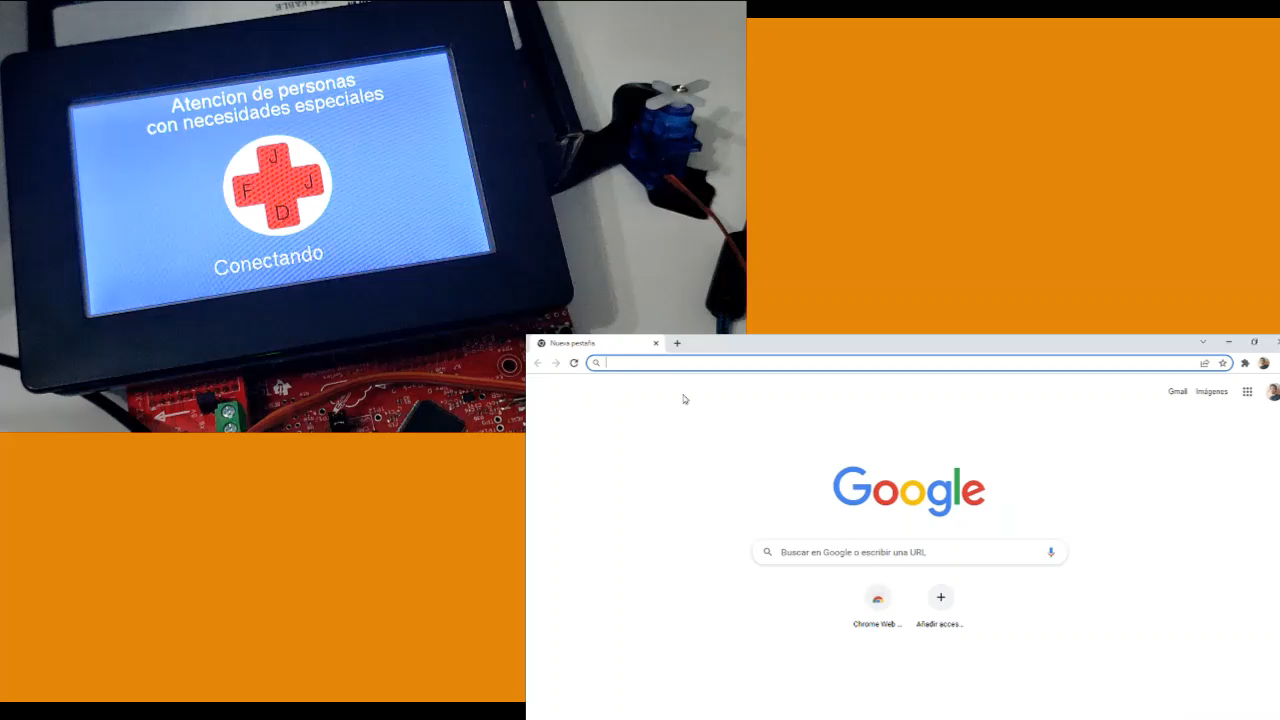 Atencion de personas
con necesidades especiales
J
F J
D
Conectando
Nueva pestaña
Gmail Imágenes
Google
Buscar en Google o escribir una URL
Chrome Web ...
Añadir acces...